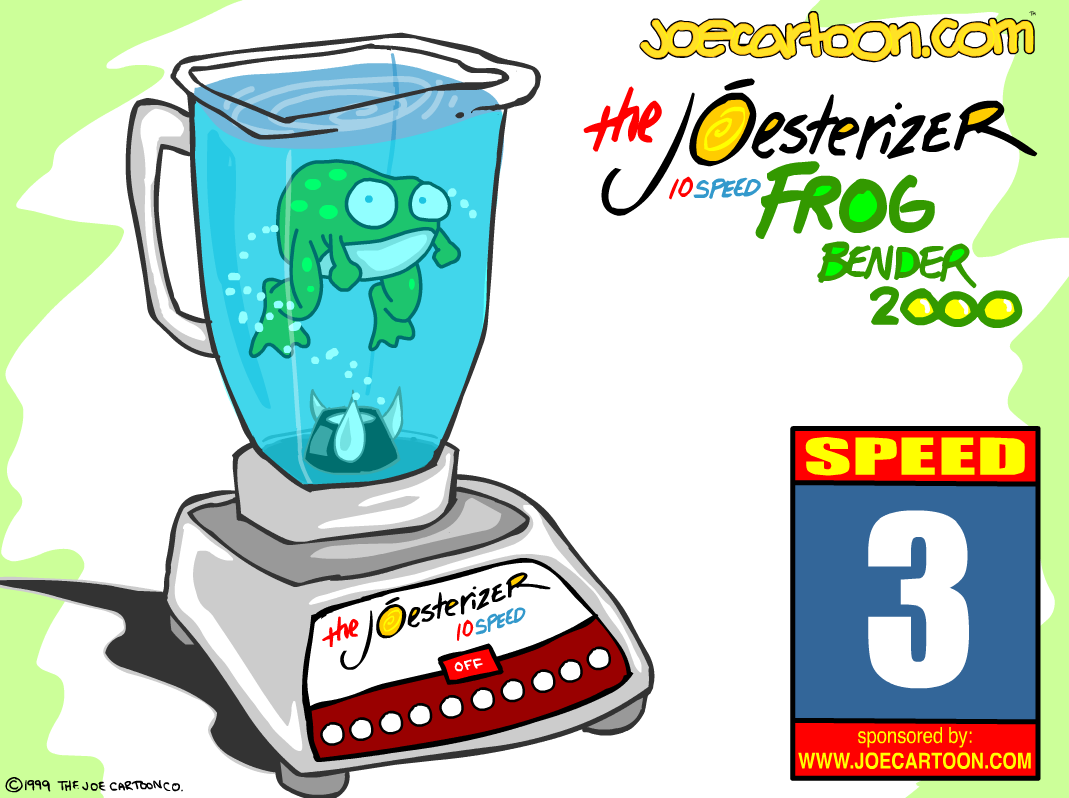 joecartoon.com™
the Joesterizer
10 SPEED FROG
BENDER
2000
SPEED
3
sponsored by:
WWW.JOECARTOON.COM
the Joesterizer
10 SPEED
OFF
©1999 THE JOE CARTOON CO.